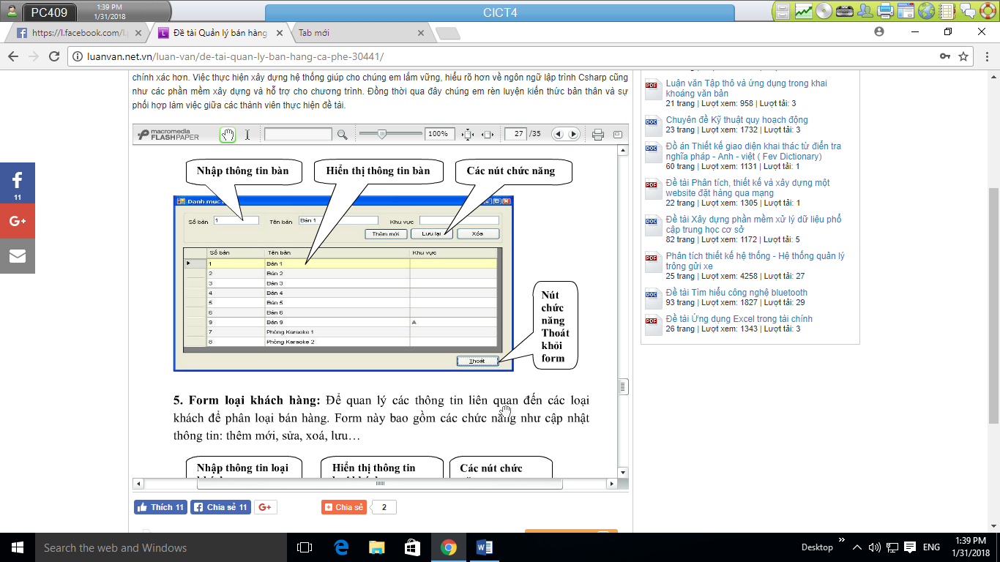 PC409
1:39 PM
1/31/2018
CICT4
https://l.facebook.com/l.
Đề tài Quản lý bán hàng
Tab mới
luanvan.net.vn/luan-van/de-tai-quan-ly-ban-hang-ca-phe-30441/
chính xác hơn. Việc thực hiện xây dựng hệ thống giúp cho chúng em lắm vững, hiểu rõ hơn về ngôn ngữ lập trình Csharp cũng
như các phần mềm xây dựng và hỗ trợ cho chương trình. Đồng thời qua đây chúng em rèn luyện kiến thức bản thân và sự
phối hợp làm việc giữa các thành viên thực hiện đề tài.
macromedia
FLASHPAPER
100%
27 /35
Nhập thông tin bàn
Hiển thị thông tin bàn
Các nút chức năng
Danh mục
Số bàn 1 Tên bàn Bàn 1 Khu vực
Thêm mới Lưu lại Xóa
Số bàn Tên bàn Khu vực
1 Bàn 1
2 Bàn 2
3 Bàn 3
4 Bàn 4
5 Bàn 5
6 Bàn 6
9 Bàn 9 A
7 Phòng Karaoke 1
8 Phòng Karaoke 2
Thoát
Nút
chức
năng
Thoát
khỏi
form
5. Form loại khách hàng: Để quản lý các thông tin liên quan đến các loại
khách để phân loại bán hàng. Form này bao gồm các chức năng như cập nhật
thông tin: thêm mới, sửa, xoá, lưu…
Nhập thông tin loại
Hiển thị thông tin
Các nút chức
11
G+
Thích 11
Chia sẻ 11
G+
Chia sẻ
2
Luận văn Tập thô và ứng dụng trong khai
khoáng văn bản
21 trang | Lượt xem: 958 | Lượt tải: 3
Chuyên đề Kỹ thuật quy hoạch động
23 trang | Lượt xem: 1732 | Lượt tải: 3
Đồ án Thiết kế giao diện khai thác từ điển tra
nghĩa pháp - Anh - việt ( Fev Dictionary)
60 trang | Lượt xem: 1131 | Lượt tải: 1
Đề tài Phân tích, thiết kế và xây dựng một
website đặt hàng qua mạng
22 trang | Lượt xem: 1305 | Lượt tải: 1
Đề tài Xây dựng phần mềm xử lý dữ liệu phổ
cập trung học cơ sở
82 trang | Lượt xem: 1172 | Lượt tải: 5
Phân tích thiết kế hệ thống - Hệ thống quản lý
trông gửi xe
25 trang | Lượt xem: 4258 | Lượt tải: 27
Đề tài Tìm hiểu công nghệ bluetooth
93 trang | Lượt xem: 1827 | Lượt tải: 29
Đề tài Ứng dụng Excel trong tài chính
26 trang | Lượt xem: 1343 | Lượt tải: 3
PDF
DOC
DOC
PDF
DOC
PDF
DOC
PDF
Search the web and Windows
Desktop
ENG
1:39 PM
1/31/2018